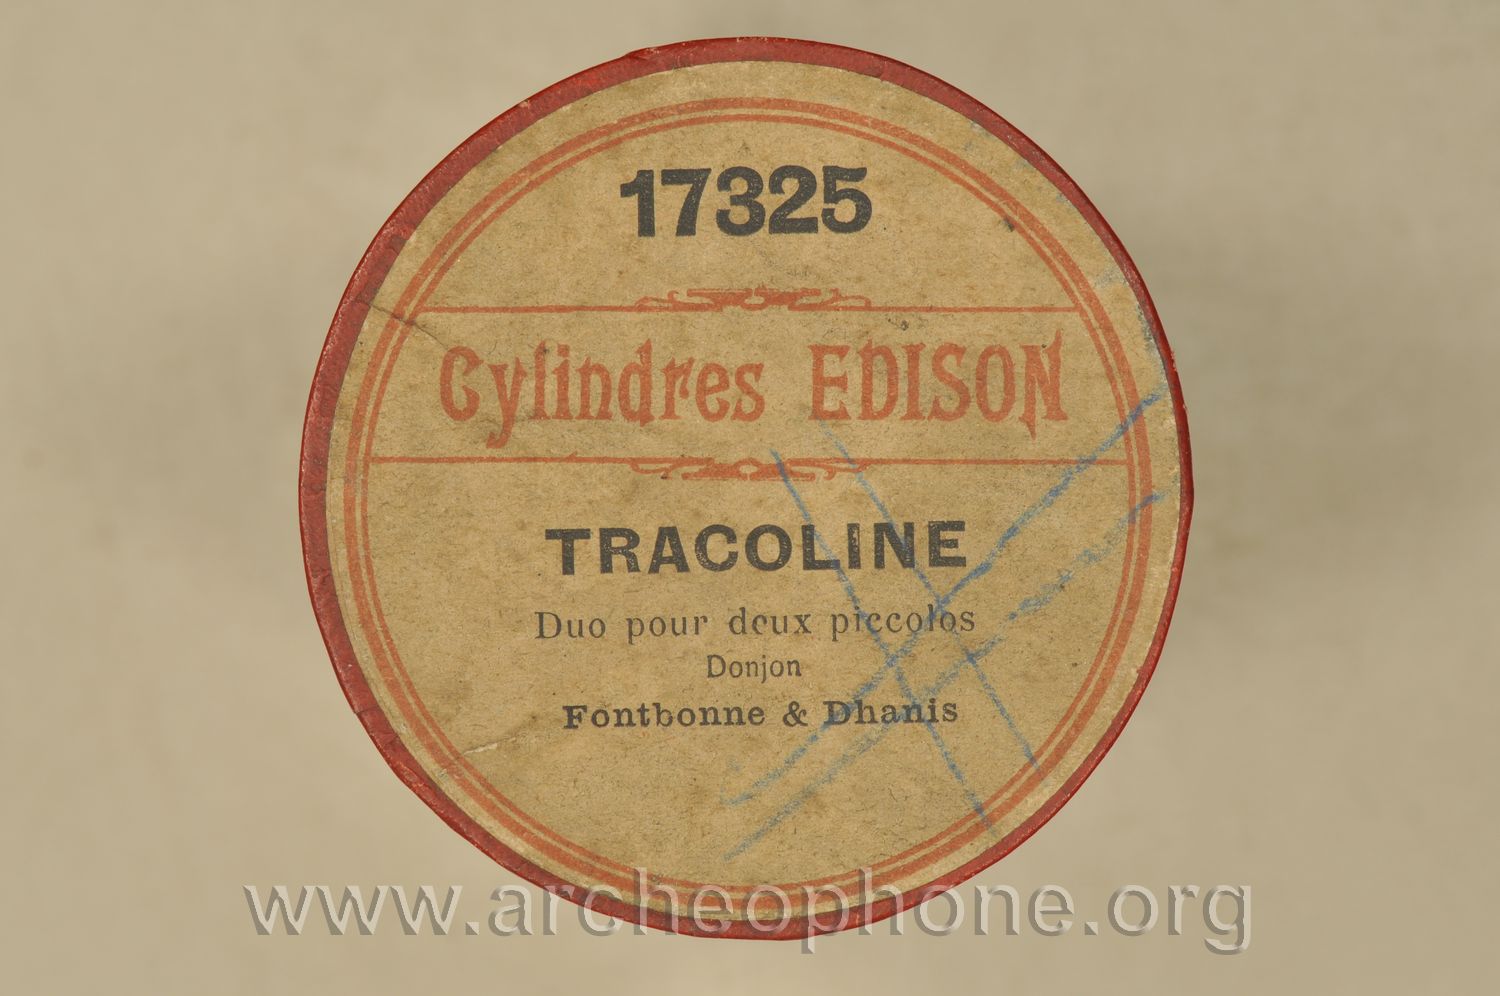 17325
Cylindres EDISON
TRACOLINE
Duo pour deux piccolos
Donjon
Fontbonne & Dhanis
www.archeophone.org